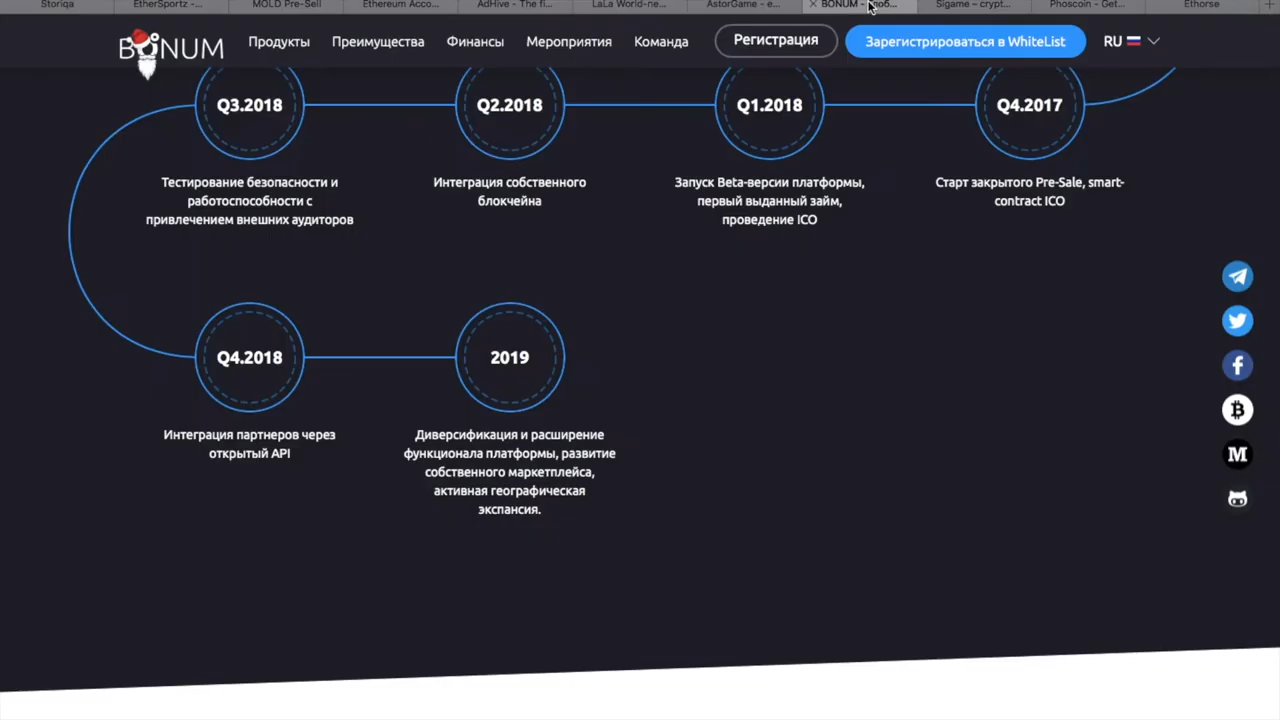 Storiqa
EtherSportz -...
MOLD Pre-Sell
Ethereum Acco...
AdHive - The fi...
LaLa World-ne...
AstorGame - e...
BONUM -
Sigame – crypt...
Phoscoin - Get...
Ethorse
BONUM
Продукты
Преимущества
Финансы
Мероприятия
Команда
Регистрация
Зарегистрироваться в WhiteList
RU
Q3.2018
Q2.2018
Q1.2018
Q4.2017
Тестирование безопасности и
работоспособности с
привлечением внешних аудиторов
Интеграция собственного
блокчейна
Запуск Beta-версии платформы,
первый выданный займ,
проведение ICO
Старт закрытого Pre-Sale, smart-
contract ICO
Q4.2018
2019
Интеграция партнеров через
открытый API
Диверсификация и расширение
функционала платформы, развитие
собственного маркетплейса,
активная географическая
экспансия.